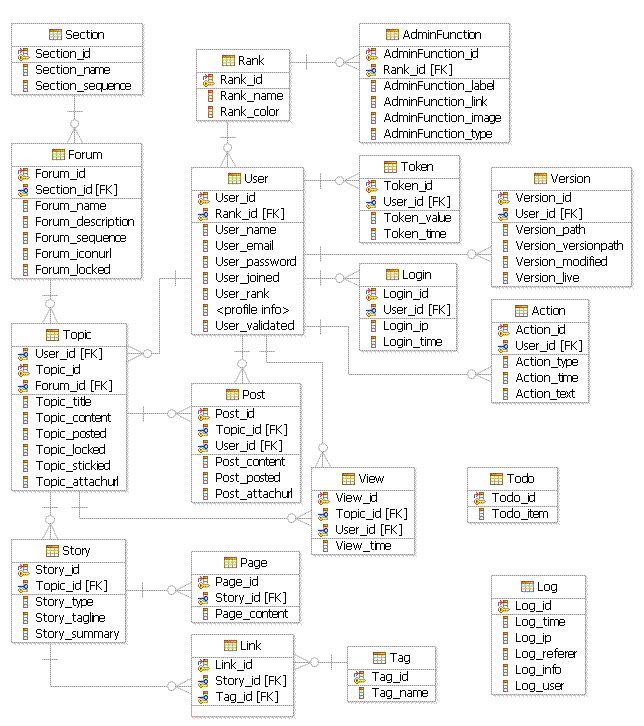 Section
Section_id
Section_name
Section_sequence
Rank
Rank_id
Rank_name
Rank_color
AdminFunction
AdminFunction_id
Rank_id [FK]
AdminFunction_label
AdminFunction_link
AdminFunction_image
AdminFunction_type
Forum
Forum_id
Section_id [FK]
Forum_name
Forum_description
Forum_sequence
Forum_iconurl
Forum_locked
User
User_id
Rank_id [FK]
User_name
User_email
User_password
User_joined
User_rank
<profile info>
User_validated
Token
Token_id
User_id [FK]
Token_value
Token_time
Version
Version_id
User_id [FK]
Version_path
Version_versionpath
Version_modified
Version_live
Login
Login_id
User_id [FK]
Login_ip
Login_time
Action
Action_id
User_id [FK]
Action_type
Action_time
Action_text
Topic
User_id [FK]
Topic_id
Forum_id [FK]
Topic_title
Topic_content
Topic_posted
Topic_locked
Topic_stickied
Topic_attachurl
Post
Post_id
Topic_id [FK]
User_id [FK]
Post_content
Post_posted
Post_attachurl
View
View_id
Topic_id [FK]
User_id [FK]
View_time
Todo
Todo_id
Todo_item
Story
Story_id
Topic_id [FK]
Story_type
Story_tagline
Story_summary
Page
Page_id
Story_id [FK]
Page_content
Log
Log_id
Log_time
Log_ip
Log_referer
Log_info
Log_user
Link
Link_id
Story_id [FK]
Tag_id [FK]
Tag
Tag_id
Tag_name